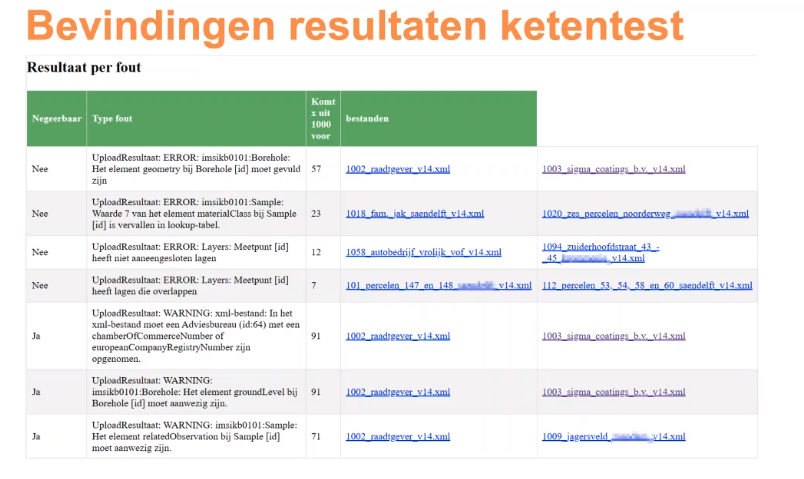 Bevindingen resultaten ketentest
Resultaat per fout
Negeerbaar
Type fout
Komt
x uit
1000
voor
bestanden
Nee
UploadResultaat: ERROR: imsikb0101:Borehole:
Het element geometry bij Borehole [id] moet gevuld
zijn
57
1002_raadtgever_v14.xml
1003_sigma_coatings_b.v._v14.xml
Nee
UploadResultaat: ERROR: imsikb0101:Sample:
Waarde 7 van het element materialClass bij Sample
[id] is vervallen in lookup-tabel.
23
1018_fam._jak_saendelft_v14.xml
1020_zes_percelen_noorderweg_ _v14.xml
Nee
UploadResultaat: ERROR: Layers: Meetpunt [id]
heeft niet aaneengesloten lagen
12
1058_autobedrijf_vrolijk_vof_v14.xml
1094_zuiderhoofdstraat_43_-
_45_ _v14.xml
Nee
UploadResultaat: ERROR: Layers: Meetpunt [id]
heeft lagen die overlappen
7
101_percelen_147_en_148_ _v14.xml
112_percelen_53,_54,_58_en_60_saendelft_v14.xml
Ja
UploadResultaat: WARNING: xml-bestand: In het
xml-bestand moet een Adviesbureau (id:64) met een
chamberOfCommerceNumber of
europeanCompanyRegistryNumber zijn
opgenomen.
91
1002_raadtgever_v14.xml
1003_sigma_coatings_b.v._v14.xml
Ja
UploadResultaat: WARNING:
imsikb0101:Borehole: Het element groundLevel bij
Borehole [id] moet aanwezig zijn.
91
1002_raadtgever_v14.xml
1003_sigma_coatings_b.v._v14.xml
Ja
UploadResultaat: WARNING: imsikb0101:Sample:
Het element relatedObservation bij Sample [id]
moet aanwezig zijn.
71
1002_raadtgever_v14.xml
1009_jagersveld_ _v14.xml